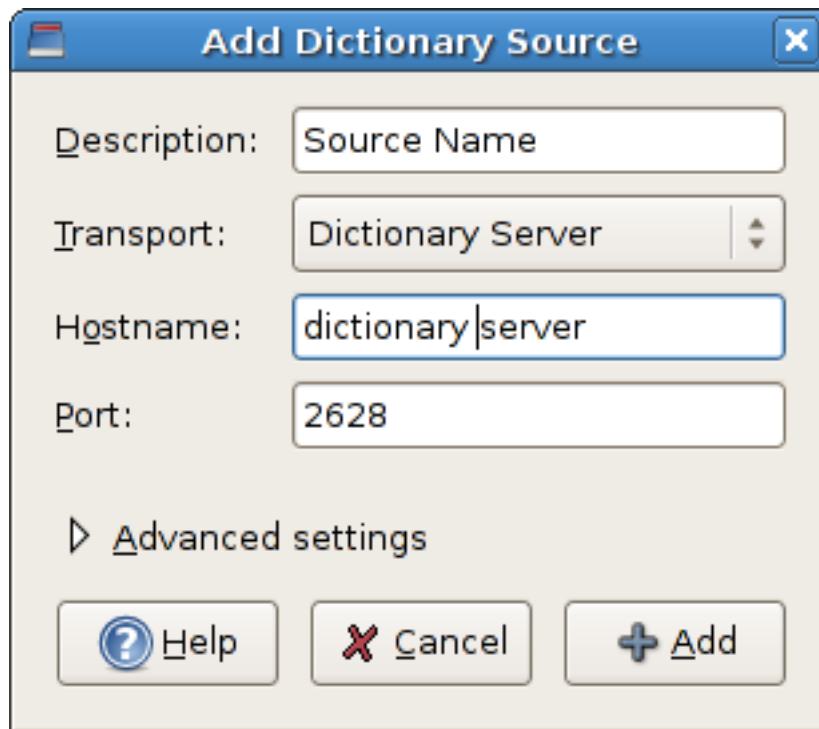 Add Dictionary Source
Description: Source Name
Transport: Dictionary Server
Hostname: dictionary server
Port: 2628
Advanced settings
Help Cancel Add